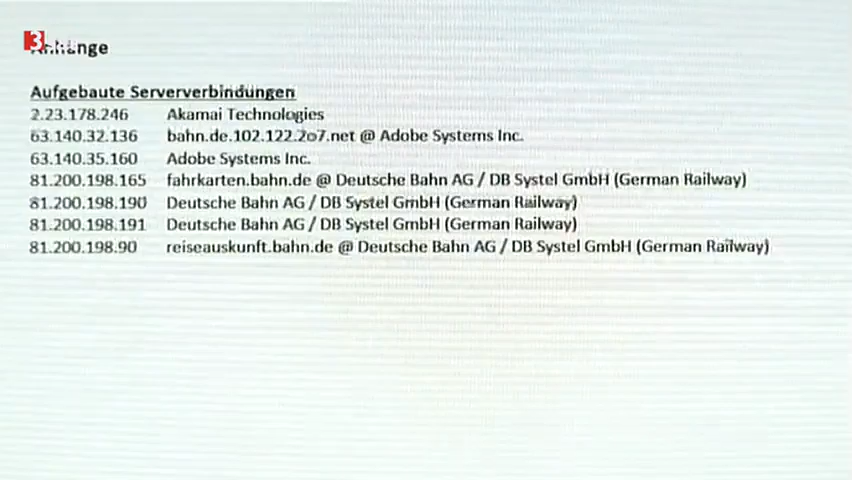 Anhänge
Aufgebaute Serververbindungen
2.23.178.246 Akamai Technologies
63.140.32.136 bahn.de.102.122.2o7.net @ Adobe Systems Inc.
63.140.35.160 Adobe Systems Inc.
81.200.198.165 fahrkarten.bahn.de @ Deutsche Bahn AG / DB Systel GmbH (German Railway)
81.200.198.190 Deutsche Bahn AG / DB Systel GmbH (German Railway)
81.200.198.191 Deutsche Bahn AG / DB Systel GmbH (German Railway)
81.200.198.90 reiseauskunft.bahn.de @ Deutsche Bahn AG / DB Systel GmbH (German Railway)